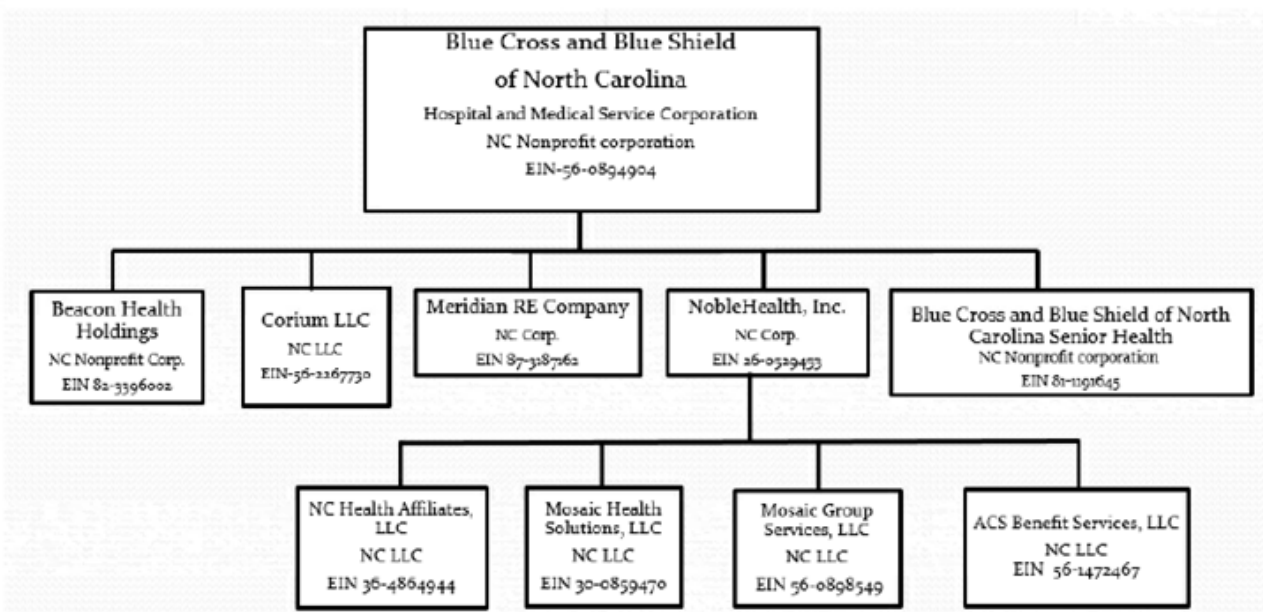 Blue Cross and Blue Shield
of North Carolina
Hospital and Medical Service Corporation
NC Nonprofit corporation
EIN-56-0894904
Beacon Health
Holdings
NC Nonprofit Corp.
EIN 82-3396002
Corium LLC
NC LLC
EIN-56-2267730
Meridian RE Company
NC Corp.
EIN 87-3187262
NobleHealth, Inc.
NC Corp.
EIN 26-0529453
Blue Cross and Blue Shield of North
Carolina Senior Health
NC Nonprofit corporation
EIN 81-1191645
NC Health Affiliates,
LLC
NC LLC
EIN 36-4864944
Mosaic Health
Solutions, LLC
NC LLC
EIN 30-0859470
Mosaic Group
Services, LLC
NC LLC
EIN 56-0898549
ACS Benefit Services, LLC
NC LLC
EIN 56-1472467